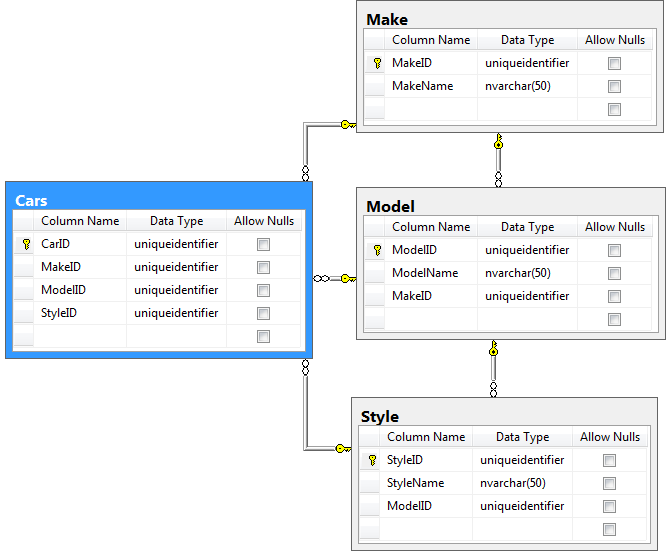 Make
Column Name Data Type Allow Nulls
MakeID uniqueidentifier
MakeName nvarchar(50)
Cars
Column Name Data Type Allow Nulls
CarID uniqueidentifier
MakeID uniqueidentifier
ModelID uniqueidentifier
StyleID uniqueidentifier
Model
Column Name Data Type Allow Nulls
ModelID uniqueidentifier
ModelName nvarchar(50)
MakeID uniqueidentifier
Style
Column Name Data Type Allow Nulls
StyleID uniqueidentifier
StyleName nvarchar(50)
ModelID uniqueidentifier